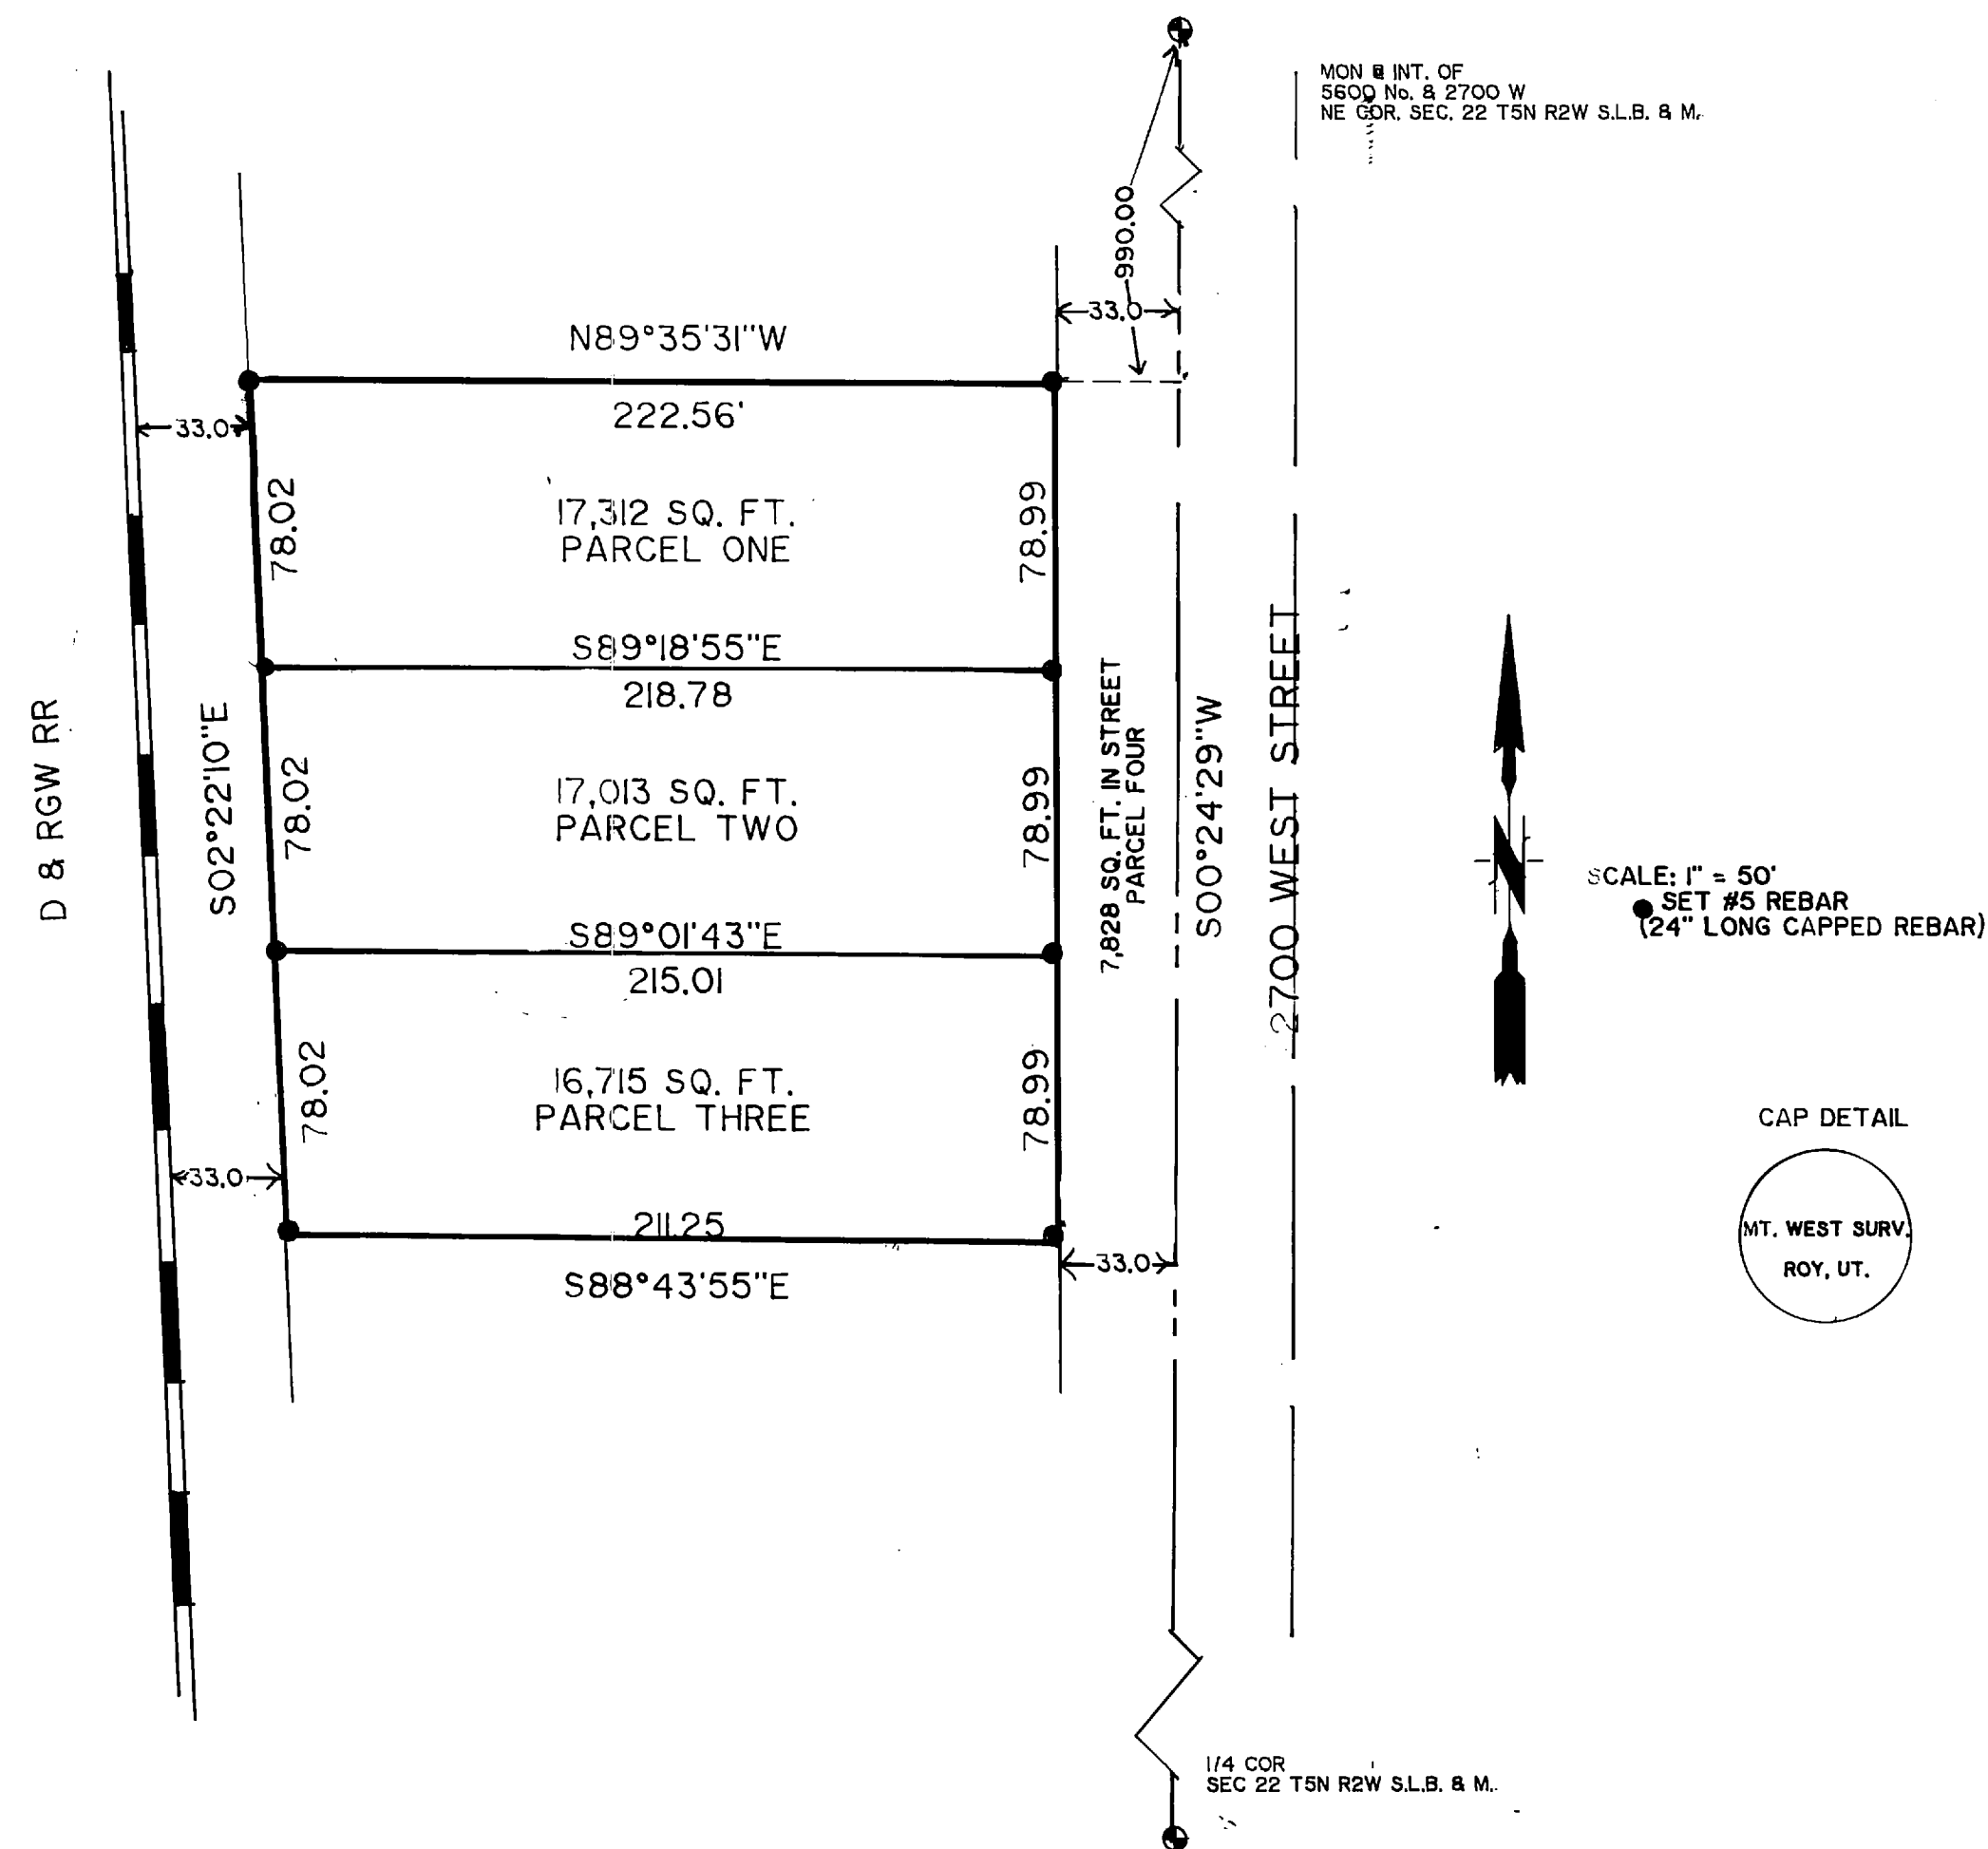 MON @ INT. OF
5600 No. & 2700 W
NE COR. SEC. 22 T5N R2W S.L.B. & M.
990.00
33.0
N89°35'31"W
222.56'
33.0
78.02
17,312 SQ. FT.
PARCEL ONE
78.99
S89°18'55"E
218.78
D & RGW RR
S02°22'10"E
78.02
17,013 SQ. FT.
PARCEL TWO
78.99
7,828 SQ. FT. IN STREET
PARCEL FOUR
S00°24'29"W
2700 WEST STREET
N
SCALE: 1" = 50'
SET #5 REBAR
(24" LONG CAPPED REBAR)
S89°01'43"E
215.01
78.02
16,715 SQ. FT.
PARCEL THREE
78.99
33.0
211.25
S88°43'55"E
33.0
CAP DETAIL
MT. WEST SURV.
ROY, UT.
1/4 COR
SEC 22 T5N R2W S.L.B. & M.